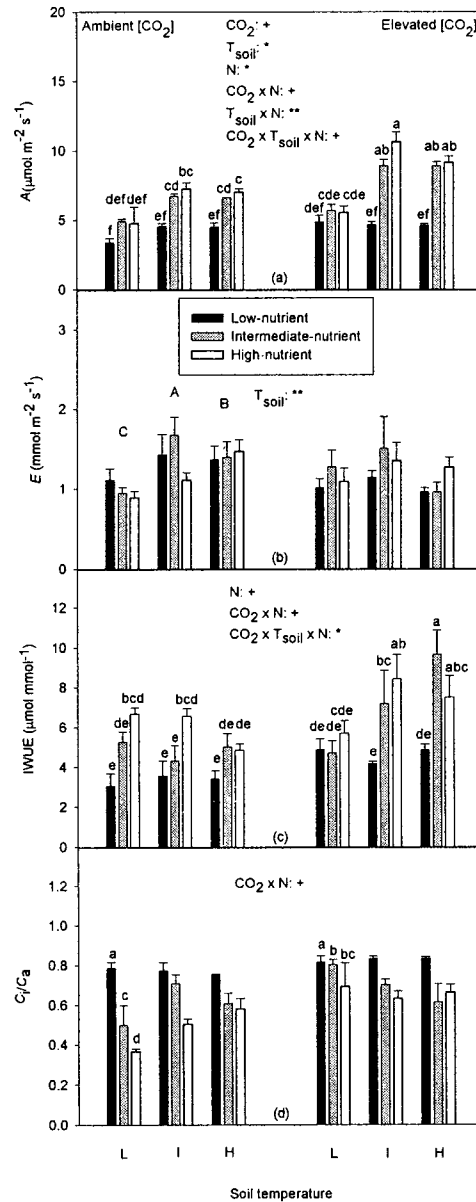 Ambient [CO2]
CO2: +
Elevated [CO2]
Tsoil: *
N: *
CO2 x N: +
Tsoil x N: **
CO2 x Tsoil x N: +
A(μmol m-2 s-1)
20
15
10
5
0
f def def
ef cd bc
ef cd c
def cde cde
ef ab a
ef ab ab
(a)
Low-nutrient
Intermediate-nutrient
High-nutrient
E (mmol m-2 s-1)
3
2
1
0
C
A
B
Tsoil: **
(b)
N: +
CO2 x N: +
CO2 x Tsoil x N: *
IWUE (μmol mmol-1)
12
10
8
6
4
2
0
e de bcd
e e bcd
e de de
de de cde
e bc ab
de a abc
(c)
CO2 x N: +
Ci/Ca
1.2
1.0
0.8
0.6
0.4
0.2
0.0
a c d
a b bc
(d)
L I H L I H
Soil temperature